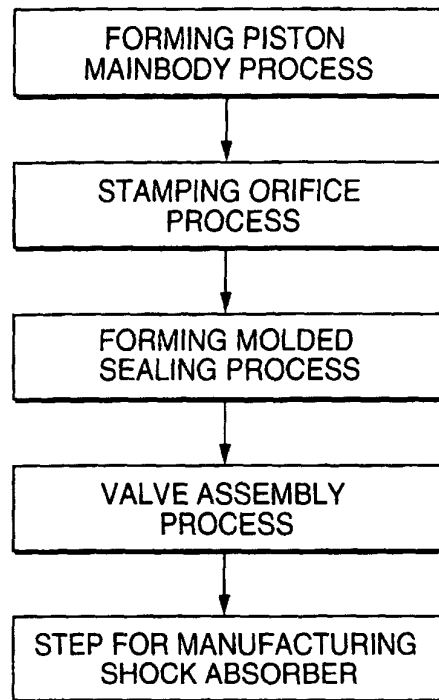 FORMING PISTON
MAINBODY PROCESS
STAMPING ORIFICE
PROCESS
FORMING MOLDED
SEALING PROCESS
VALVE ASSEMBLY
PROCESS
STEP FOR MANUFACTURING
SHOCK ABSORBER